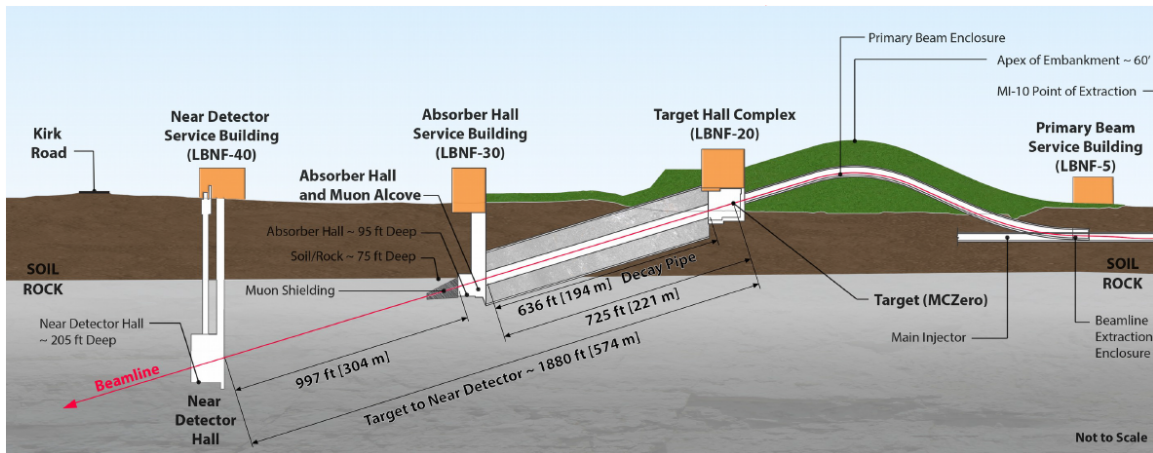 Primary Beam Enclosure
Apex of Embankment ~ 60'
MI-10 Point of Extraction
Kirk
Road
Near Detector
Service Building
(LBNF-40)
Absorber Hall
Service Building
(LBNF-30)
Target Hall Complex
(LBNF-20)
Primary Beam
Service Building
(LBNF-5)
Absorber Hall
and Muon Alcove
Absorber Hall ~ 95 ft Deep
Soil/Rock ~ 75 ft Deep
Muon Shielding
SOIL
ROCK
SOIL
ROCK
Decay Pipe
636 ft [194 m]
725 ft [221 m]
997 ft [304 m]
Target to Near Detector ~ 1880 ft [574 m]
Target (MCZero)
Main Injector
Beamline
Extraction
Enclosure
Near Detector Hall
~ 205 ft Deep
Beamline
Near
Detector
Hall
Not to Scale